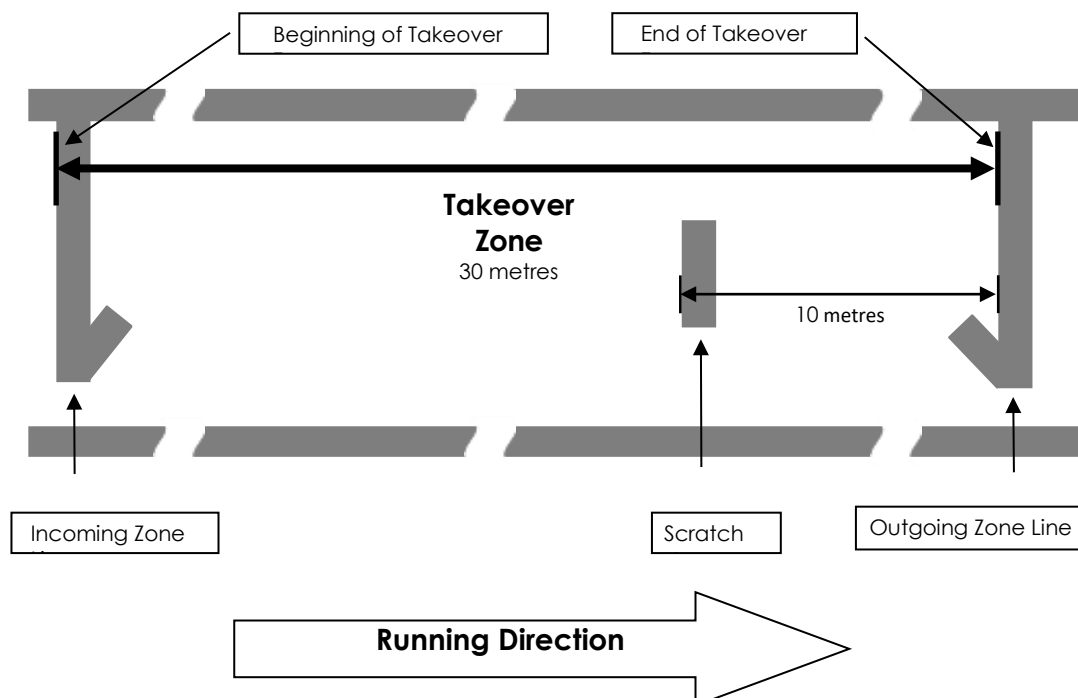 Beginning of Takeover
End of Takeover
Takeover
Zone
30 metres
10 metres
Incoming Zone
Scratch
Outgoing Zone Line
Running Direction